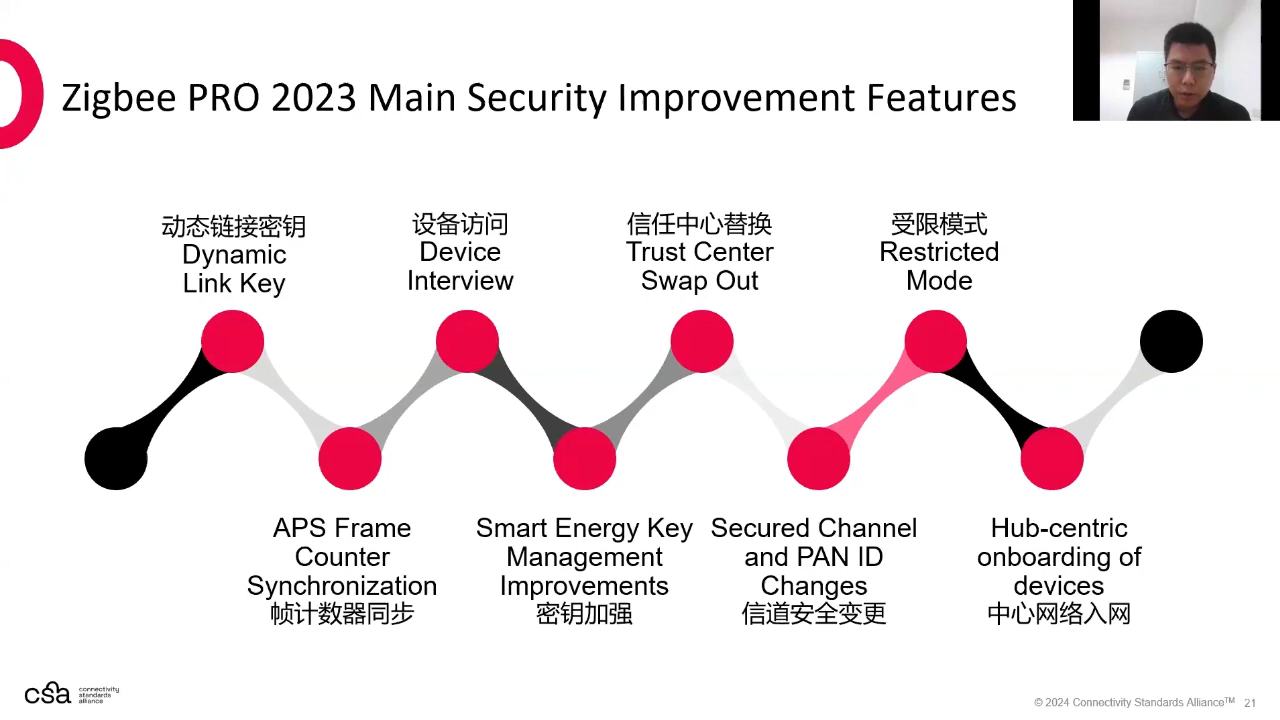 Zigbee PRO 2023 Main Security Improvement Features
动态链接密钥
Dynamic
Link Key
设备访问
Device
Interview
信任中心替换
Trust Center
Swap Out
受限模式
Restricted
Mode
APS Frame
Counter
Synchronization
帧计数器同步
Smart Energy Key
Management
Improvements
密钥加强
Secured Channel
and PAN ID
Changes
信道安全变更
Hub-centric
onboarding of
devices
中心网络入网
csa
connectivity
standards
alliance
© 2024 Connectivity Standards Alliance™ 21